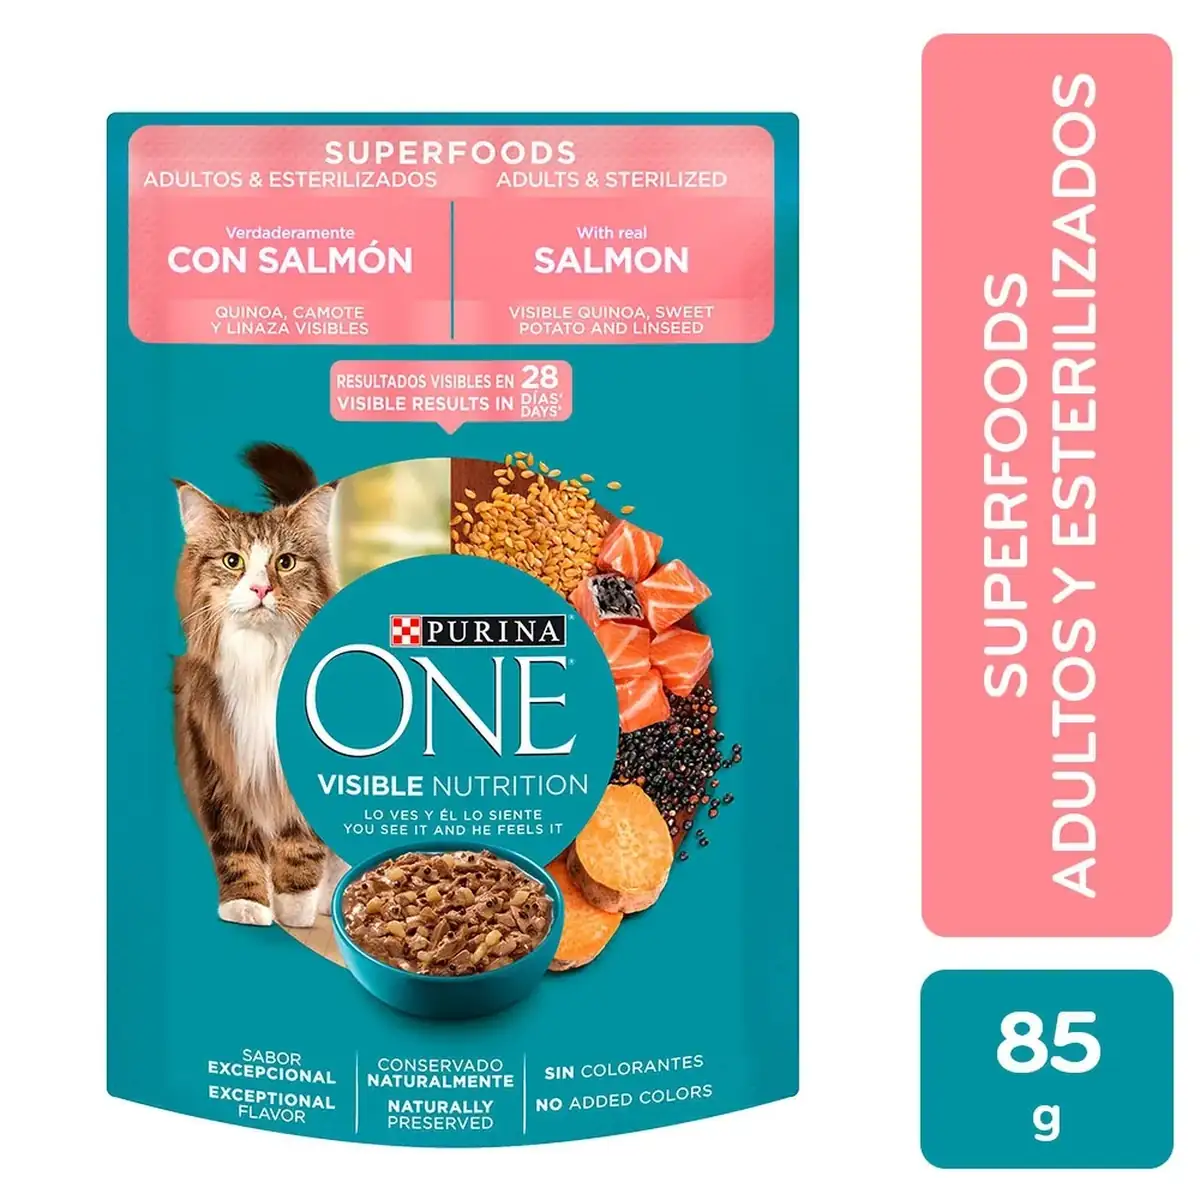 SUPERFOODS
ADULTOS & ESTERILIZADOS
ADULTS & STERILIZED
Verdaderamente
CON SALMÓN
QUINOA, CAMOTE
Y LINAZA VISIBLES
With real
SALMON
VISIBLE QUINOA, SWEET
POTATO AND LINSEED
RESULTADOS VISIBLES EN 28 DÍAS
VISIBLE RESULTS IN 28 DAYS
PURINA
ONE
VISIBLE NUTRITION
LO VES Y ÉL LO SIENTE
YOU SEE IT AND HE FEELS IT
SABOR
EXCEPCIONAL
EXCEPTIONAL
FLAVOR
CONSERVADO
NATURALMENTE
NATURALLY
PRESERVED
SIN COLORANTES
NO ADDED COLORS
SUPERFOODS
ADULTOS Y ESTERILIZADOS
85
g